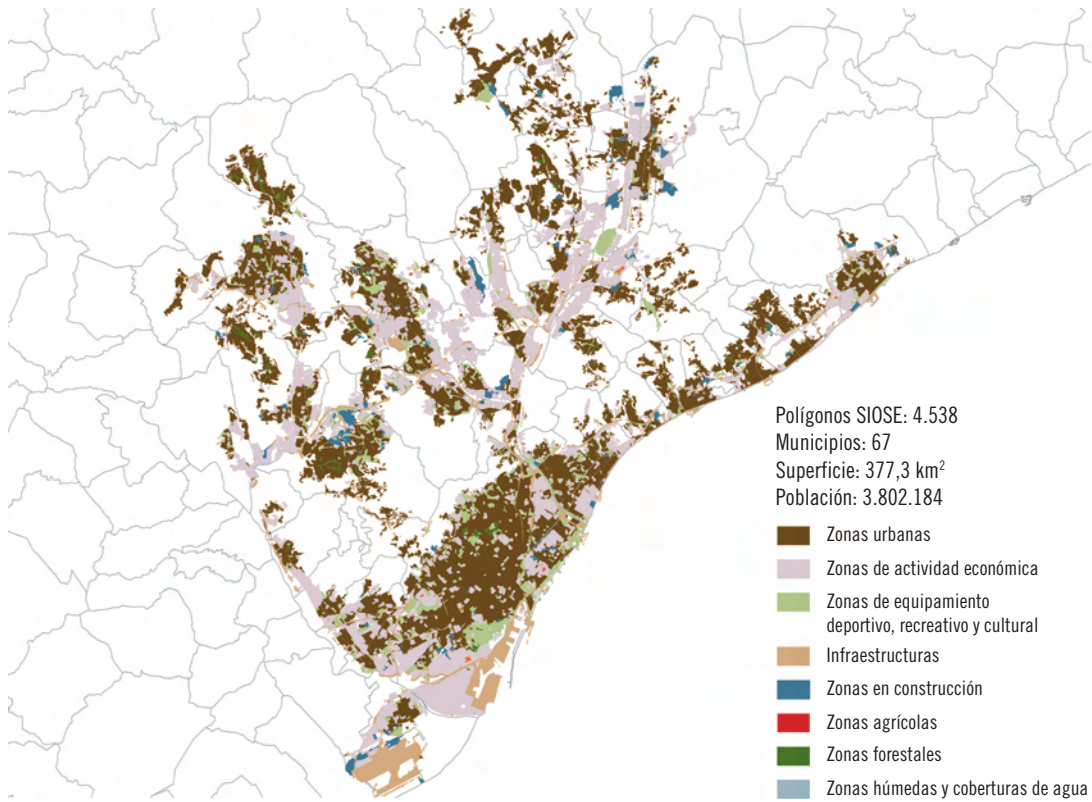 Polígonos SIOSE: 4.538
Municipios: 67
Superficie: 377,3 km²
Población: 3.802.184
Zonas urbanas
Zonas de actividad económica
Zonas de equipamiento
deportivo, recreativo y cultural
Infraestructuras
Zonas en construcción
Zonas agrícolas
Zonas forestales
Zonas húmedas y coberturas de agua